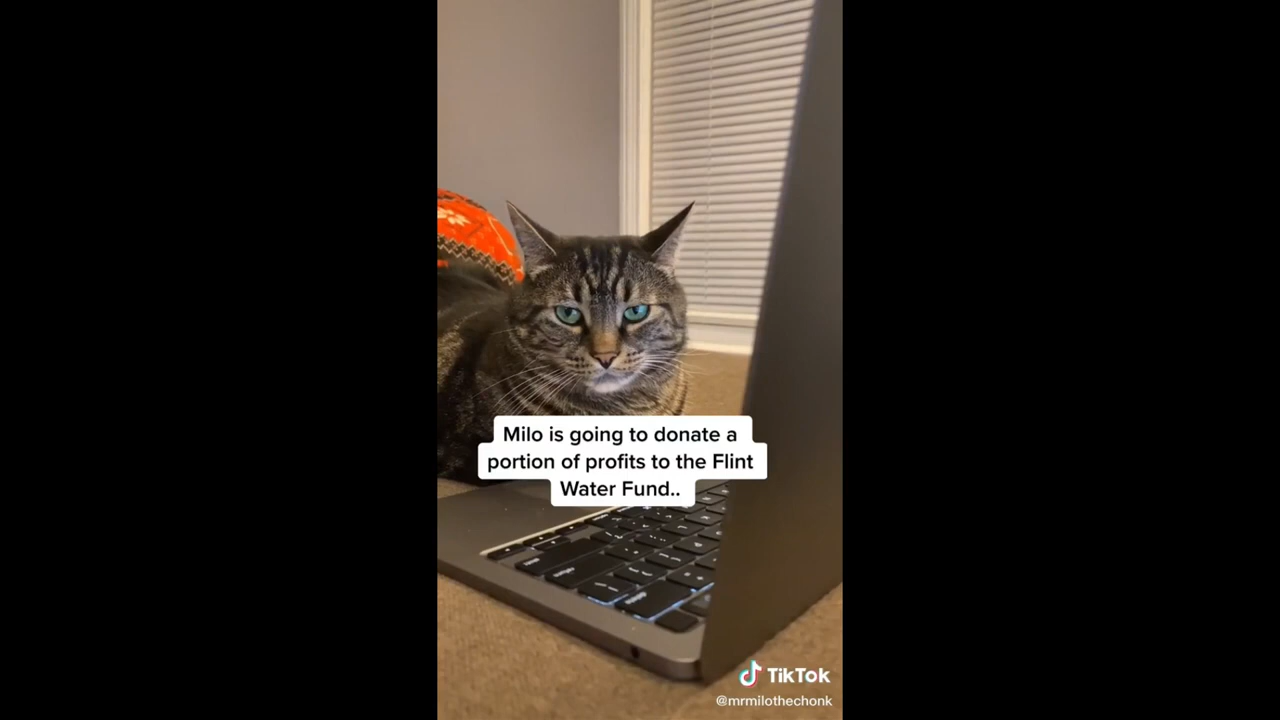 Milo is going to donate a
portion of profits to the Flint
Water Fund..
TikTok
@mrmilothechonk